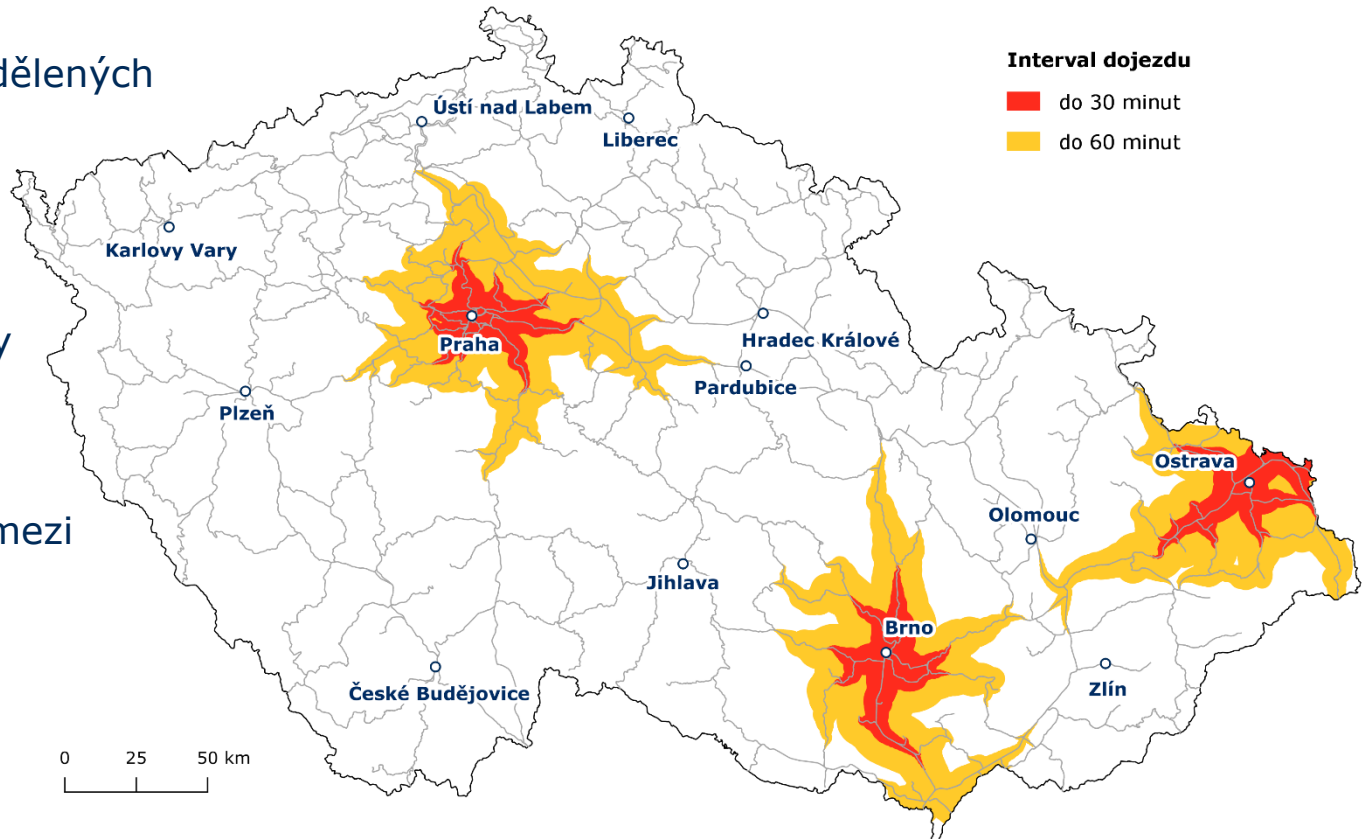 dělených
y
mezi
Interval dojezdu
do 30 minut
do 60 minut
Ústí nad Labem
Liberec
Karlovy Vary
Praha
Hradec Králové
Pardubice
Plzeň
Ostrava
Olomouc
Jihlava
Brno
České Budějovice
Zlín
0 25 50 km